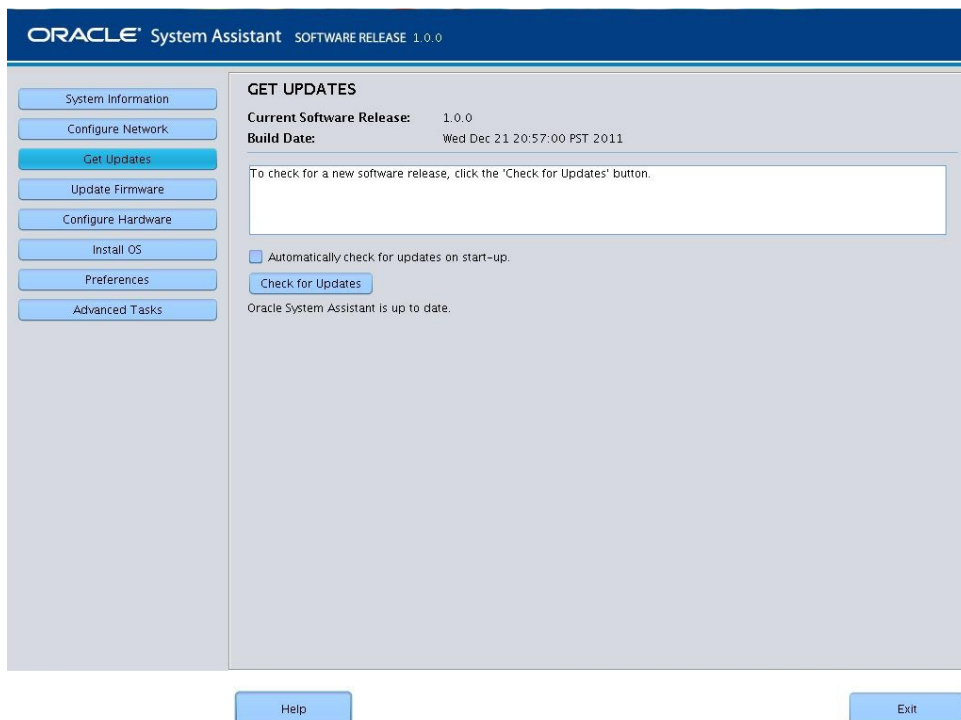 ORACLE System Assistant SOFTWARE RELEASE 1.0.0
System Information
Configure Network
Get Updates
Update Firmware
Configure Hardware
Install OS
Preferences
Advanced Tasks
GET UPDATES
Current Software Release: 1.0.0
Build Date: Wed Dec 21 20:57:00 PST 2011
To check for a new software release, click the 'Check for Updates' button.
Automatically check for updates on start-up.
Check for Updates
Oracle System Assistant is up to date.
Help
Exit